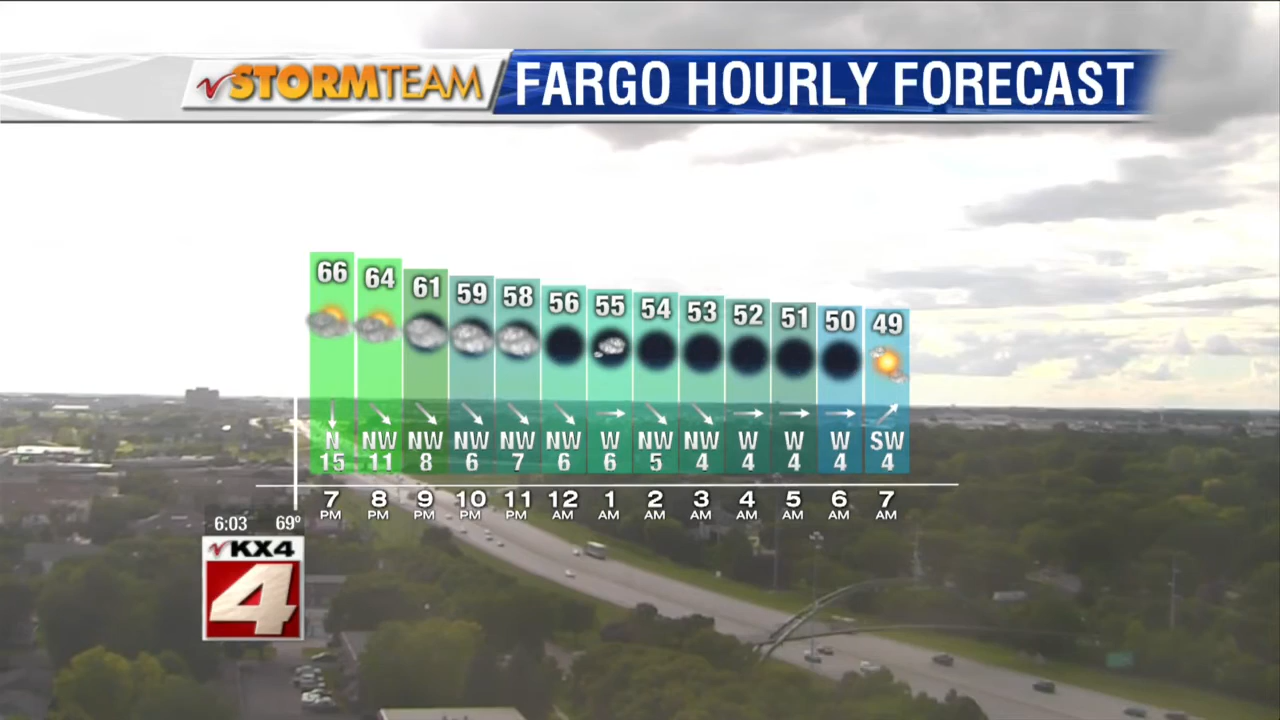 STORMTEAM FARGO HOURLY FORECAST
66 64 61 59 58 56 55 54 53 52 51 50 49
N NW NW NW NW NW W NW NW W W W SW
15 11 8 6 7 6 6 5 4 4 4 4 4
7 8 9 10 11 12 1 2 3 4 5 6 7
PM PM PM PM PM AM AM AM AM AM AM AM AM
6:03 69°
KX4
4